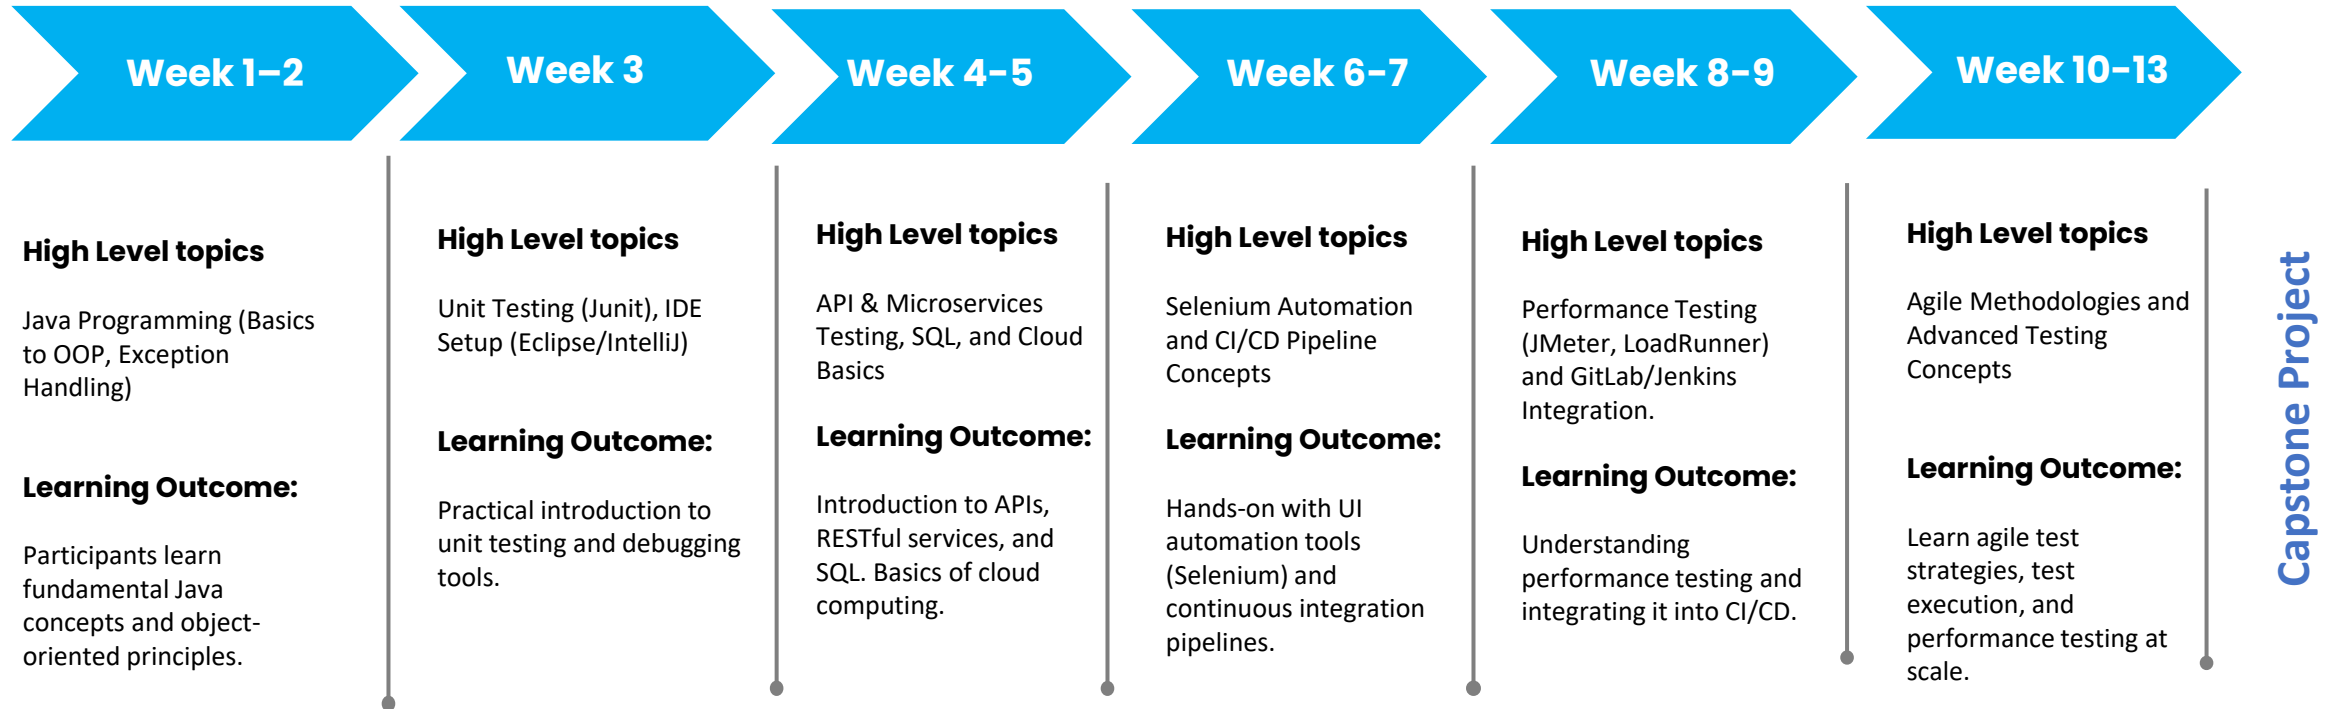 Week 1–2
High Level topics
Java Programming (Basics
to OOP, Exception
Handling)
Learning Outcome:
Participants learn
fundamental Java
concepts and object-
oriented principles.
Week 3
High Level topics
Unit Testing (Junit), IDE
Setup (Eclipse/IntelliJ)
Learning Outcome:
Practical introduction to
unit testing and debugging
tools.
Week 4-5
High Level topics
API & Microservices
Testing, SQL, and Cloud
Basics
Learning Outcome:
Introduction to APIs,
RESTful services, and
SQL. Basics of cloud
computing.
Week 6-7
High Level topics
Selenium Automation
and CI/CD Pipeline
Concepts
Learning Outcome:
Hands-on with UI
automation tools
(Selenium) and
continuous integration
pipelines.
Week 8-9
High Level topics
Performance Testing
(JMeter, LoadRunner)
and GitLab/Jenkins
Integration.
Learning Outcome:
Understanding
performance testing and
integrating it into CI/CD.
Week 10-13
High Level topics
Agile Methodologies and
Advanced Testing
Concepts
Learning Outcome:
Learn agile test
strategies, test
execution, and
performance testing at
scale.
Capstone Project